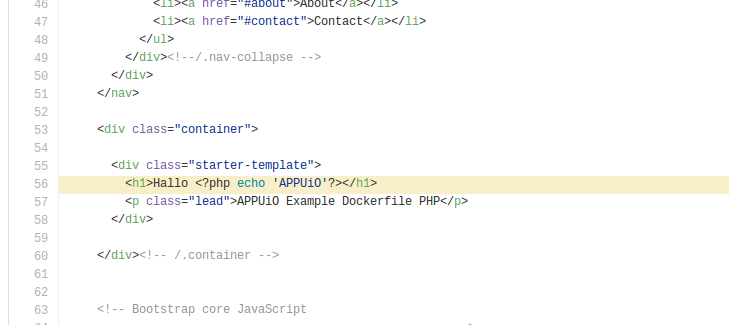 46 <li><a href="#about">About</a></li>
47 <li><a href="#contact">Contact</a></li>
48 </ul>
49 </div><!--/.nav-collapse -->
50 </div>
51 </nav>
52
53 <div class="container">
54
55 <div class="starter-template">
56 <h1>Hallo <?php echo 'APPUiO'?></h1>
57 <p class="lead">APPUiO Example Dockerfile PHP</p>
58 </div>
59
60 </div><!-- /.container -->
61
62
63 <!-- Bootstrap core JavaScript